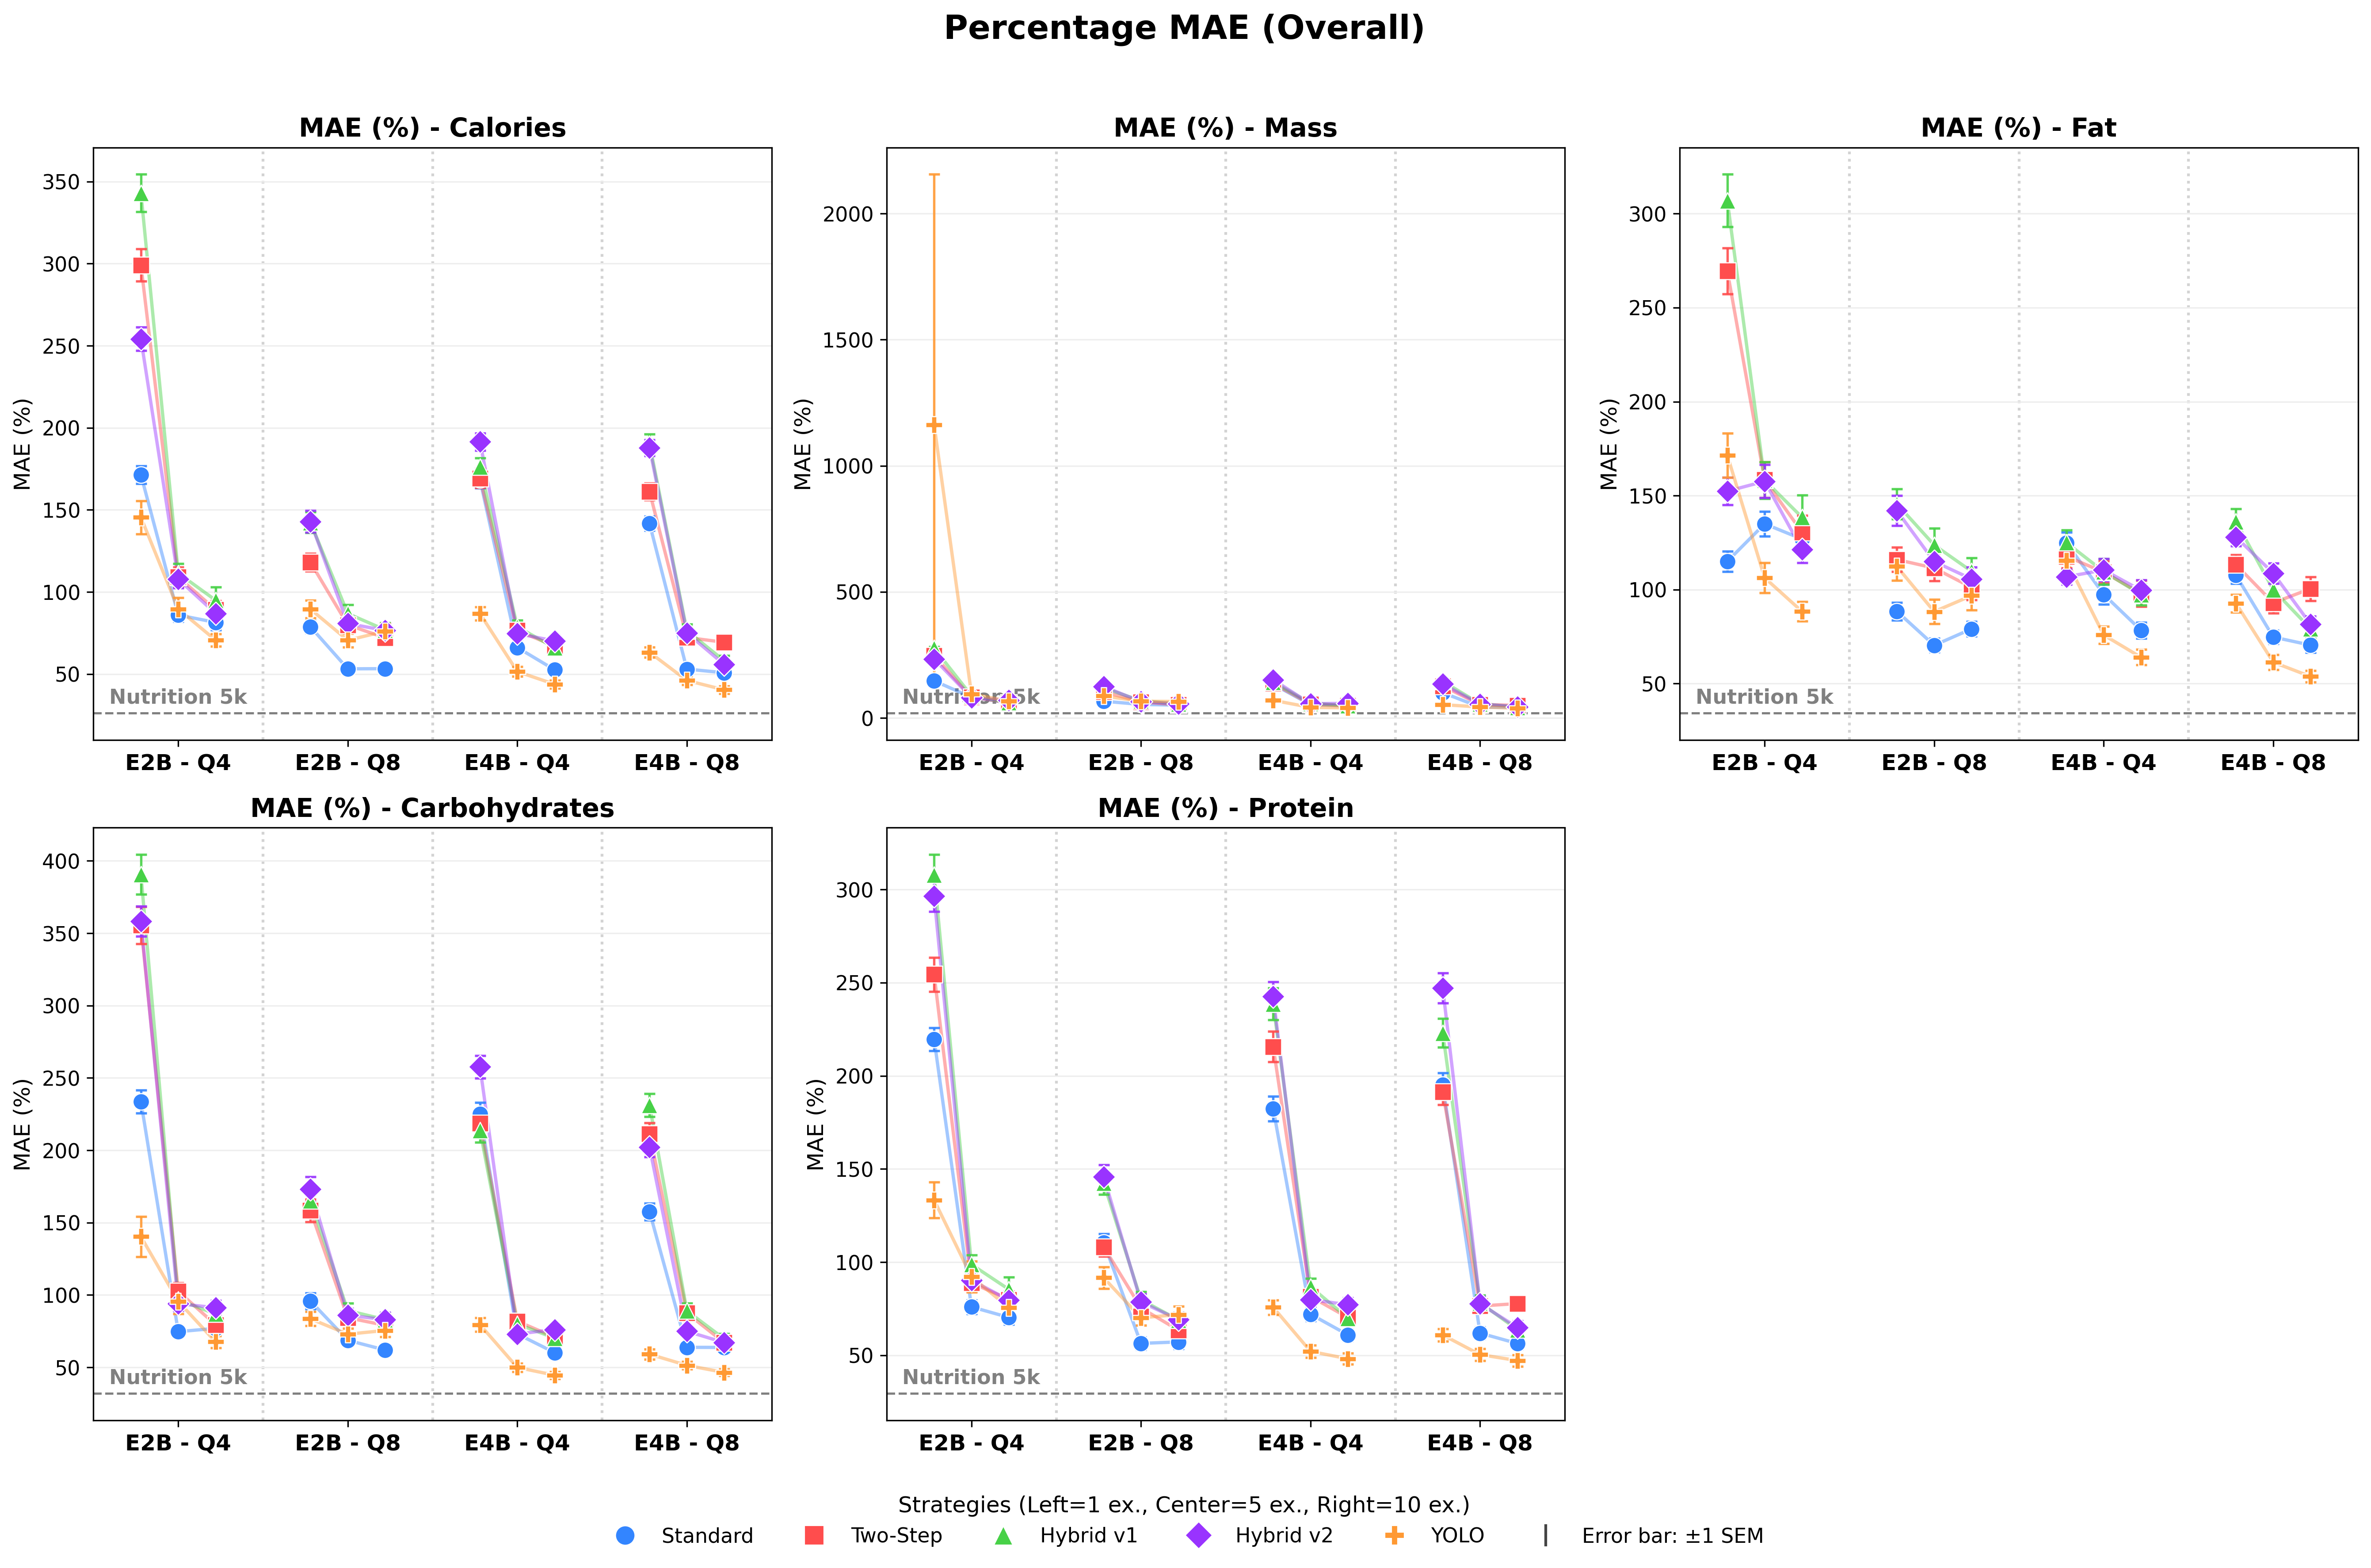 Percentage MAE (Overall)
MAE (%) - Calories
MAE (%)
350
300
250
200
150
100
50
Nutrition 5k
E2B - Q4
E2B - Q8
E4B - Q4
E4B - Q8
MAE (%) - Mass
MAE (%)
2000
1500
1000
500
0
Nutrition 5k
E2B - Q4
E2B - Q8
E4B - Q4
E4B - Q8
MAE (%) - Fat
MAE (%)
300
250
200
150
100
50
Nutrition 5k
E2B - Q4
E2B - Q8
E4B - Q4
E4B - Q8
MAE (%) - Carbohydrates
MAE (%)
400
350
300
250
200
150
100
50
Nutrition 5k
E2B - Q4
E2B - Q8
E4B - Q4
E4B - Q8
MAE (%) - Protein
MAE (%)
300
250
200
150
100
50
Nutrition 5k
E2B - Q4
E2B - Q8
E4B - Q4
E4B - Q8
Strategies (Left=1 ex., Center=5 ex., Right=10 ex.)
Standard Two-Step Hybrid v1 Hybrid v2 YOLO Error bar: ±1 SEM